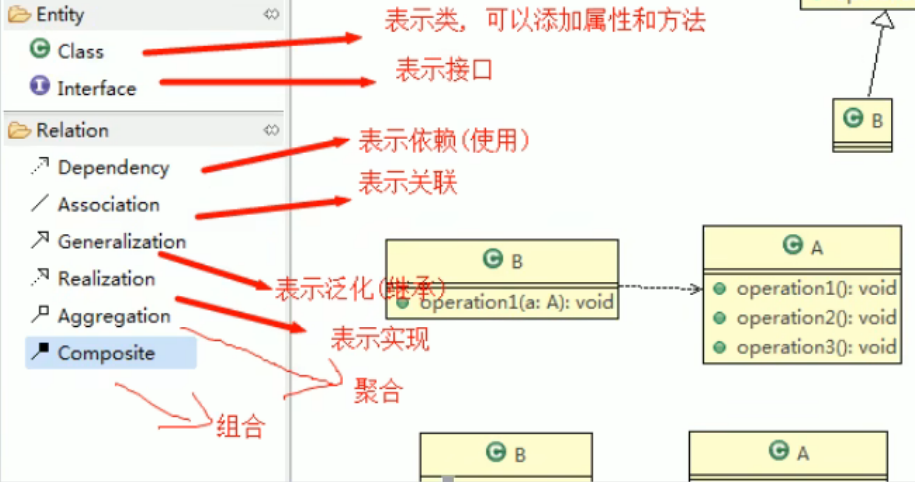 Entity
表示类，可以添加属性和方法
Class
表示接口
Interface
B
Relation
表示依赖(使用)
Dependency
表示关联
Association
Generalization
B
A
Realization
表示泛化(继承)
operation1(a: A): void
operation1(): void
Aggregation
operation2(): void
表示实现
operation3(): void
Composite
聚合
组合
B
A